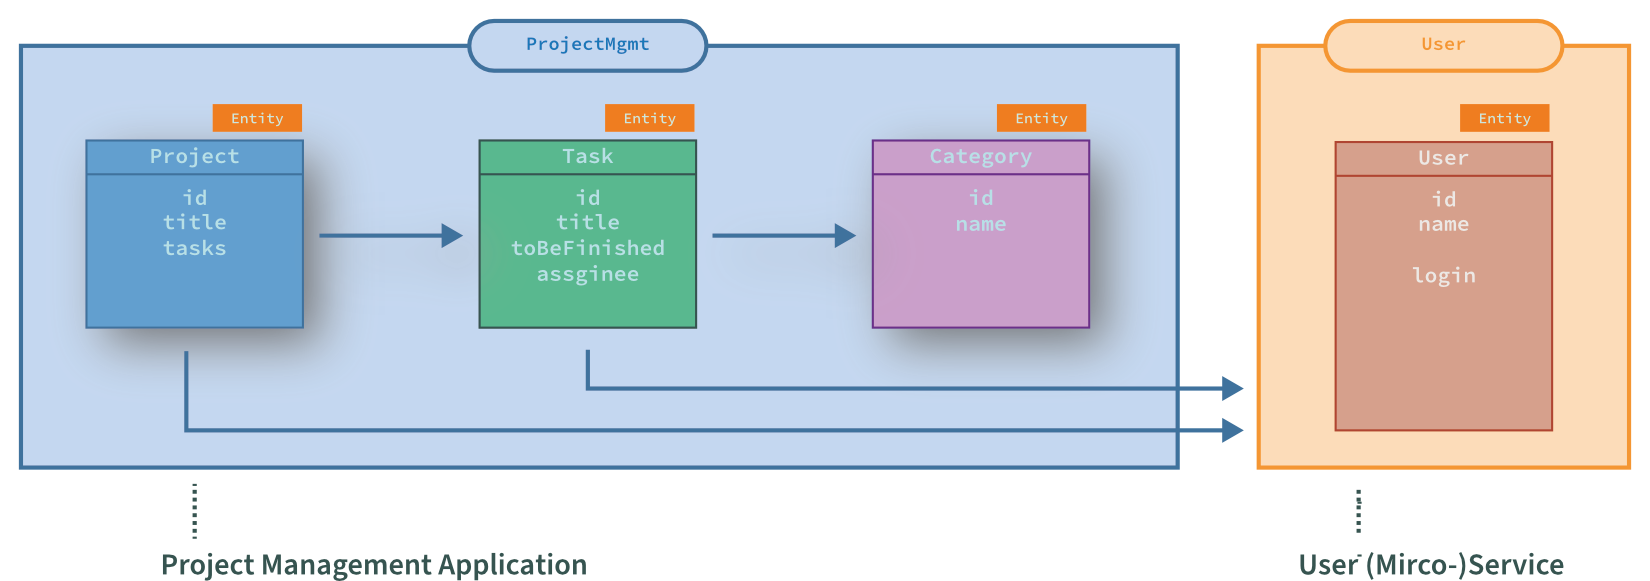 ProjectMgmt
Entity
Project
id
title
tasks
Entity
Task
id
title
toBeFinished
assginee
Entity
Category
id
name
User
Entity
User
id
name
login
Project Management Application
User (Mirco-)Service